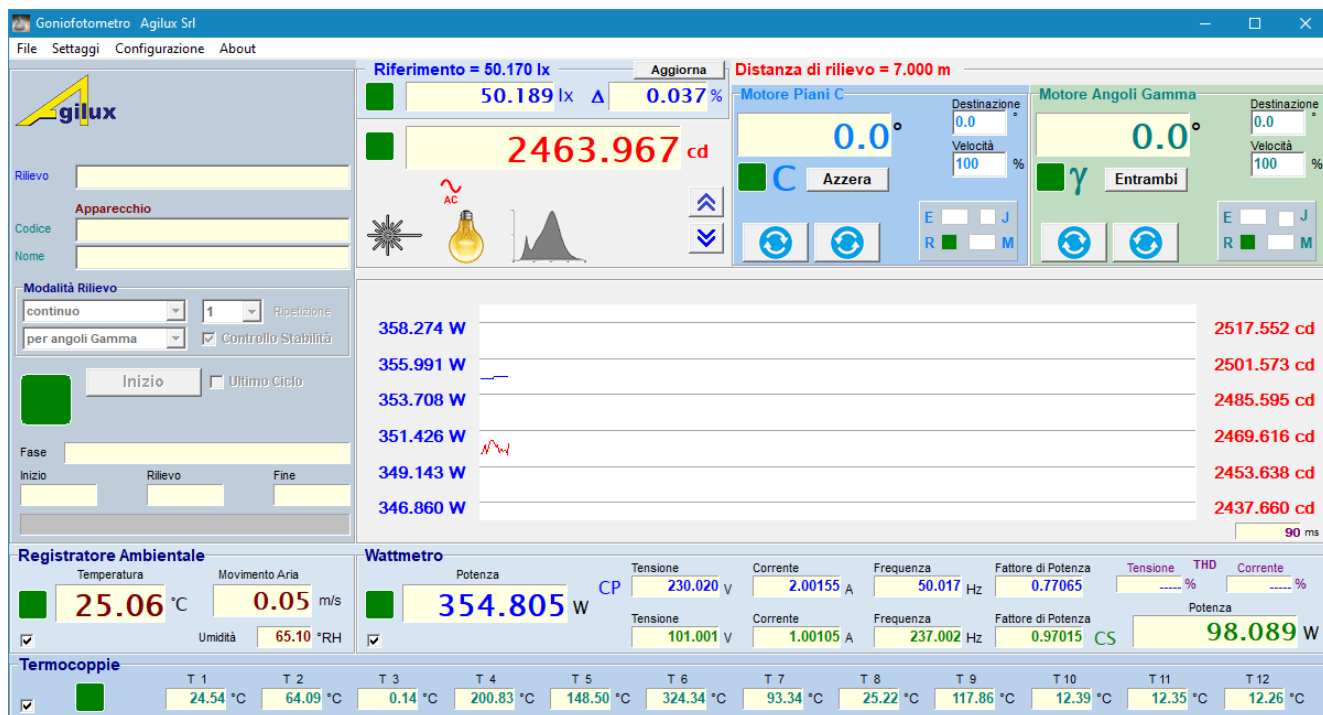 Goniofotometro Agilux Srl
File Settaggi Configurazione About
Agilux
Rilievo
Apparecchio
Codice
Nome
Modalità Rilievo
continuo 1 Ripetizione
per angoli Gamma Controllo Stabilità
Inizio Ultimo Ciclo
Fase
Inizio Rilievo Fine
Riferimento = 50.170 lx Aggiorna
50.189 lx Δ 0.037 %
2463.967 cd
AC
Distanza di rilievo = 7.000 m
Motore Piani C
Destinazione
0.0 ° 0.0 °
Velocità
100 %
C Azzera
E J
R M
Motore Angoli Gamma
Destinazione
0.0 ° 0.0 °
Velocità
100 %
γ Entrambi
E J
R M
358.274 W 2517.552 cd
355.991 W 2501.573 cd
353.708 W 2485.595 cd
351.426 W 2469.616 cd
349.143 W 2453.638 cd
346.860 W 2437.660 cd
90 ms
Registratore Ambientale
Temperatura Movimento Aria
25.06 °C 0.05 m/s
Umidità 65.10 °RH
Wattmetro
Potenza
354.805 W
CP
Tensione Corrente Frequenza Fattore di Potenza Tensione THD Corrente
230.020 V 2.00155 A 50.017 Hz 0.77065 ----- % ----- %
Tensione Corrente Frequenza Fattore di Potenza Potenza
101.001 V 1.00105 A 237.002 Hz 0.97015 CS 98.089 W
Termocoppie
T 1 T 2 T 3 T 4 T 5 T 6 T 7 T 8 T 9 T 10 T 11 T 12
24.54 °C 64.09 °C 0.14 °C 200.83 °C 148.50 °C 324.34 °C 93.34 °C 25.22 °C 117.86 °C 12.39 °C 12.35 °C 12.26 °C